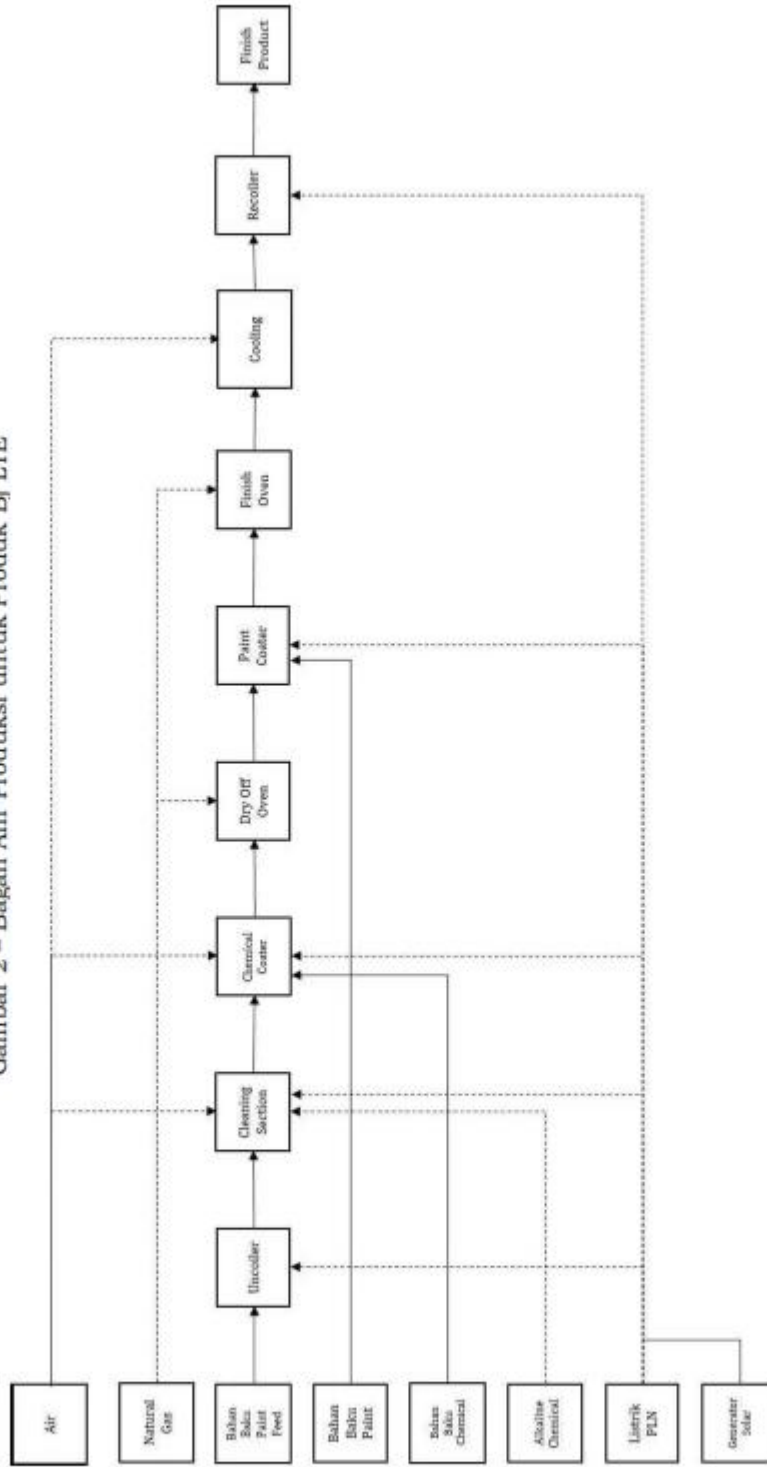 Gambar 2 – Bagan Alir Produksi untuk Produk Bj LTE
Air
Natural
Gas
Bahan
Baku
Paint
Feed
Bahan
Baku
Paint
Bahan
Baku
Chemical
Alkaline
Chemical
Listrik
PLN
Generator
Solar
Uncoiler
Cleaning
Section
Chemical
Coater
Dry Off
Oven
Paint
Coater
Finish
Oven
Cooling
Recoiler
Finish
Product